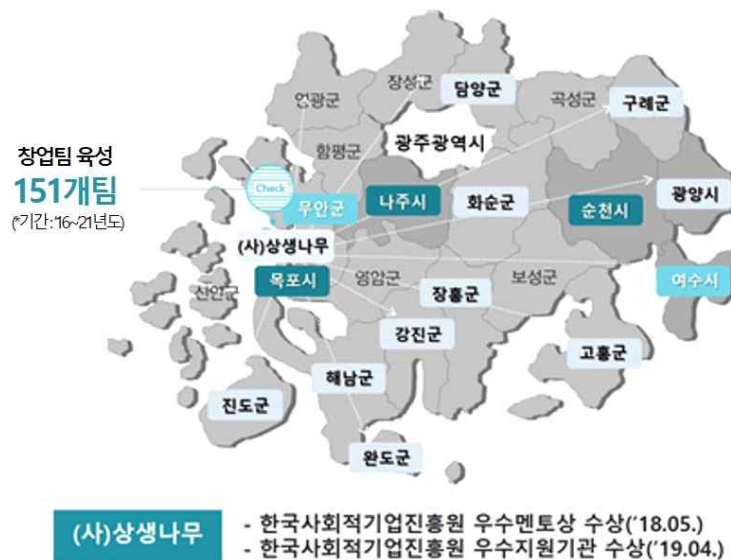 장성군
담양군
영광군
곡성군
구례군
함평군
광주광역시
창업팀 육성
151개팀
(*기간:'16~21년도)
Check
무안군
나주시
화순군
순천시
광양시
(사)상생나무
신안군
목포시
영암군
장흥군
보성군
여수시
강진군
고흥군
해남군
진도군
완도군
(사)상생나무
- 한국사회적기업진흥원 우수멘토상 수상('18.05.)
- 한국사회적기업진흥원 우수지원기관 수상('19.04.)